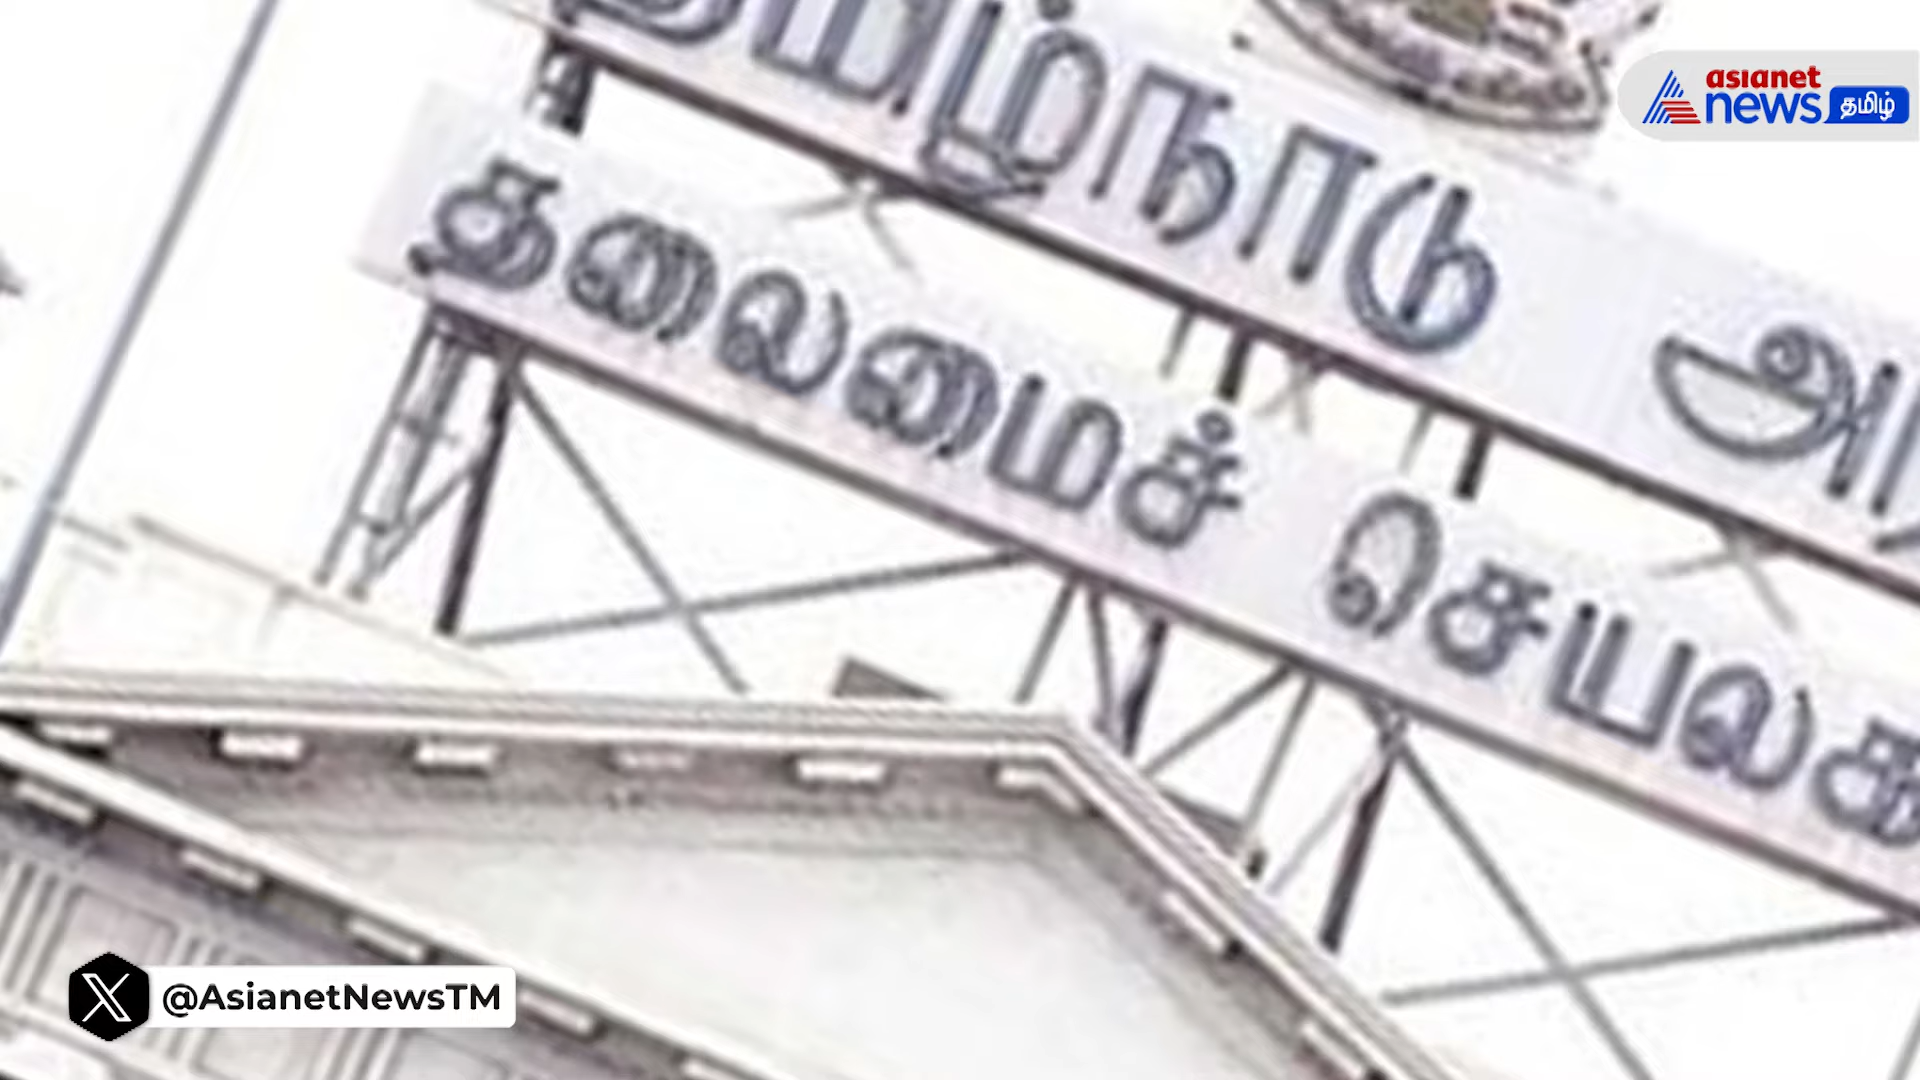 தமிழ்நாடு
தலைமைச் செயலக
asianet
news தமிழ்
@AsianetNewsTM